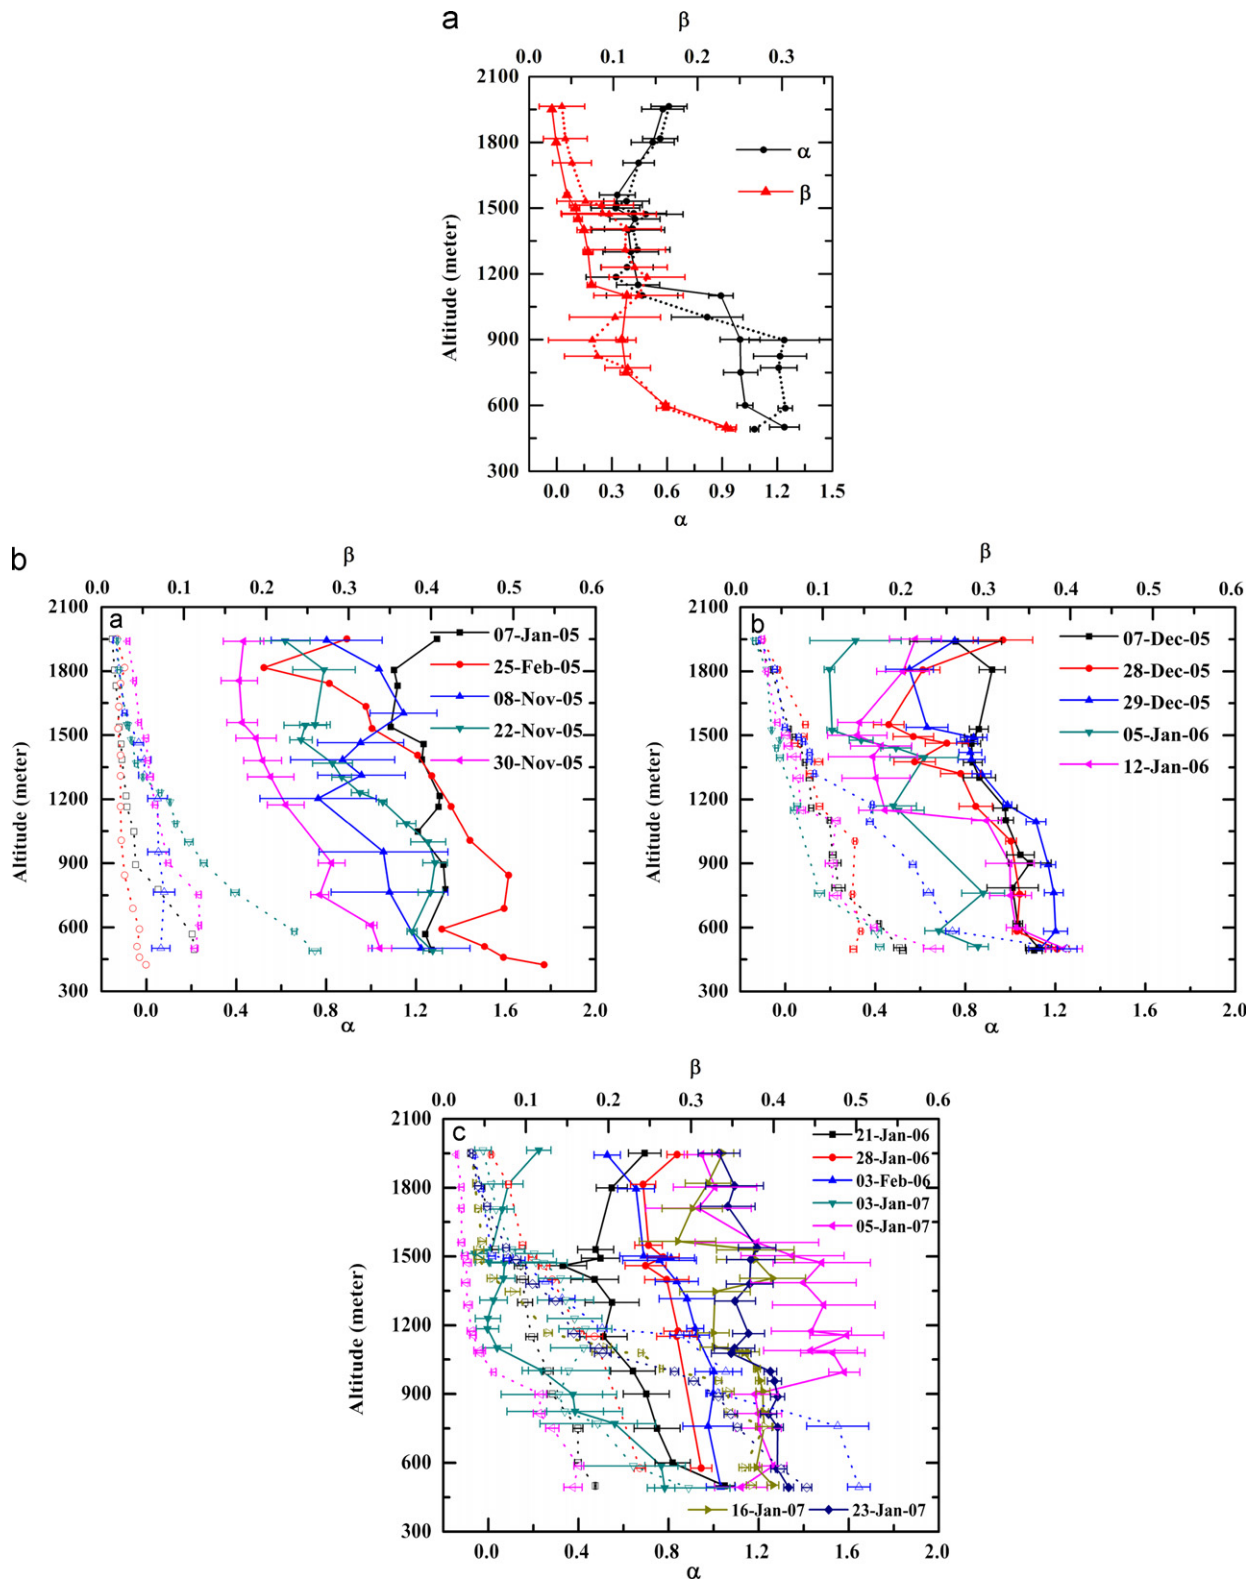 a
β
0.0 0.1 0.2 0.3
2100
1800
1500
1200
900
600
300
Altitude (meter)
α
β
0.0 0.3 0.6 0.9 1.2 1.5
α
b
β
0.0 0.1 0.2 0.3 0.4 0.5 0.6
2100
1800
1500
1200
900
600
300
Altitude (meter)
a
07-Jan-05
25-Feb-05
08-Nov-05
22-Nov-05
30-Nov-05
0.0 0.4 0.8 1.2 1.6 2.0
α
β
0.0 0.1 0.2 0.3 0.4 0.5 0.6
2100
1800
1500
1200
900
600
300
Altitude (meter)
b
07-Dec-05
28-Dec-05
29-Dec-05
05-Jan-06
12-Jan-06
0.0 0.4 0.8 1.2 1.6 2.0
α
β
0.0 0.1 0.2 0.3 0.4 0.5 0.6
2100
1800
1500
1200
900
600
300
Altitude (meter)
c
21-Jan-06
28-Jan-06
03-Feb-06
03-Jan-07
05-Jan-07
16-Jan-07 23-Jan-07
0.0 0.4 0.8 1.2 1.6 2.0
α